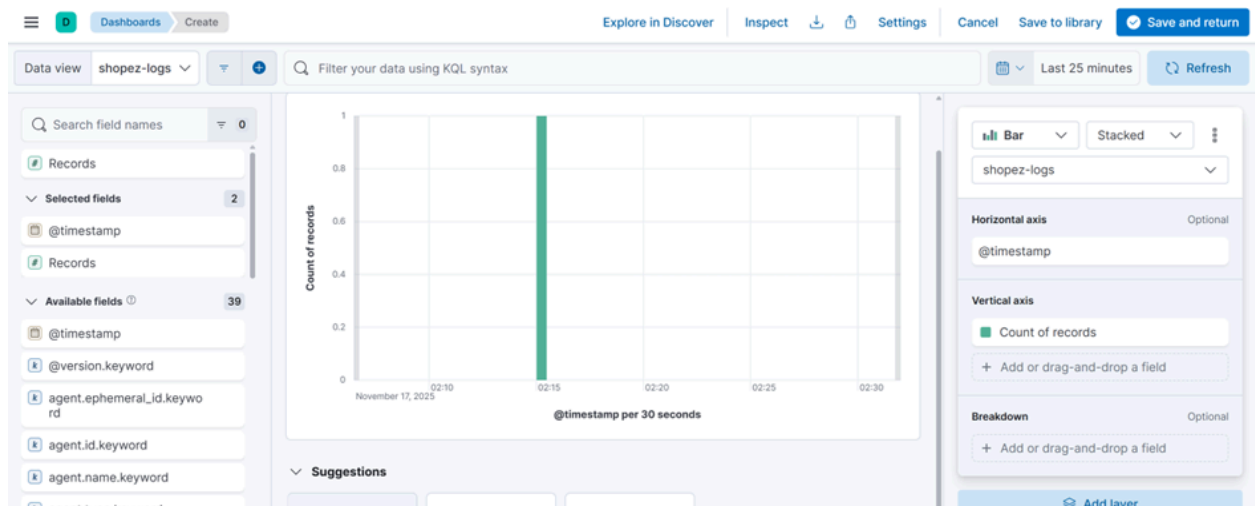 D
Dashboards
Create
Explore in Discover
Inspect
Settings
Cancel
Save to library
Save and return
Data view
shopez-logs
Filter your data using KQL syntax
Last 25 minutes
Refresh
Search field names
0
Records
Selected fields
2
@timestamp
Records
Available fields
39
@timestamp
@version.keyword
agent.ephemeral_id.keywo
rd
agent.id.keyword
agent.name.keyword
Count of records
1
0.8
0.6
0.4
0.2
0
02:10
02:15
02:20
02:25
02:30
November 17, 2025
@timestamp per 30 seconds
Suggestions
Bar
Stacked
shopez-logs
Horizontal axis
Optional
@timestamp
Vertical axis
Count of records
+ Add or drag-and-drop a field
Breakdown
Optional
+ Add or drag-and-drop a field
Add layer